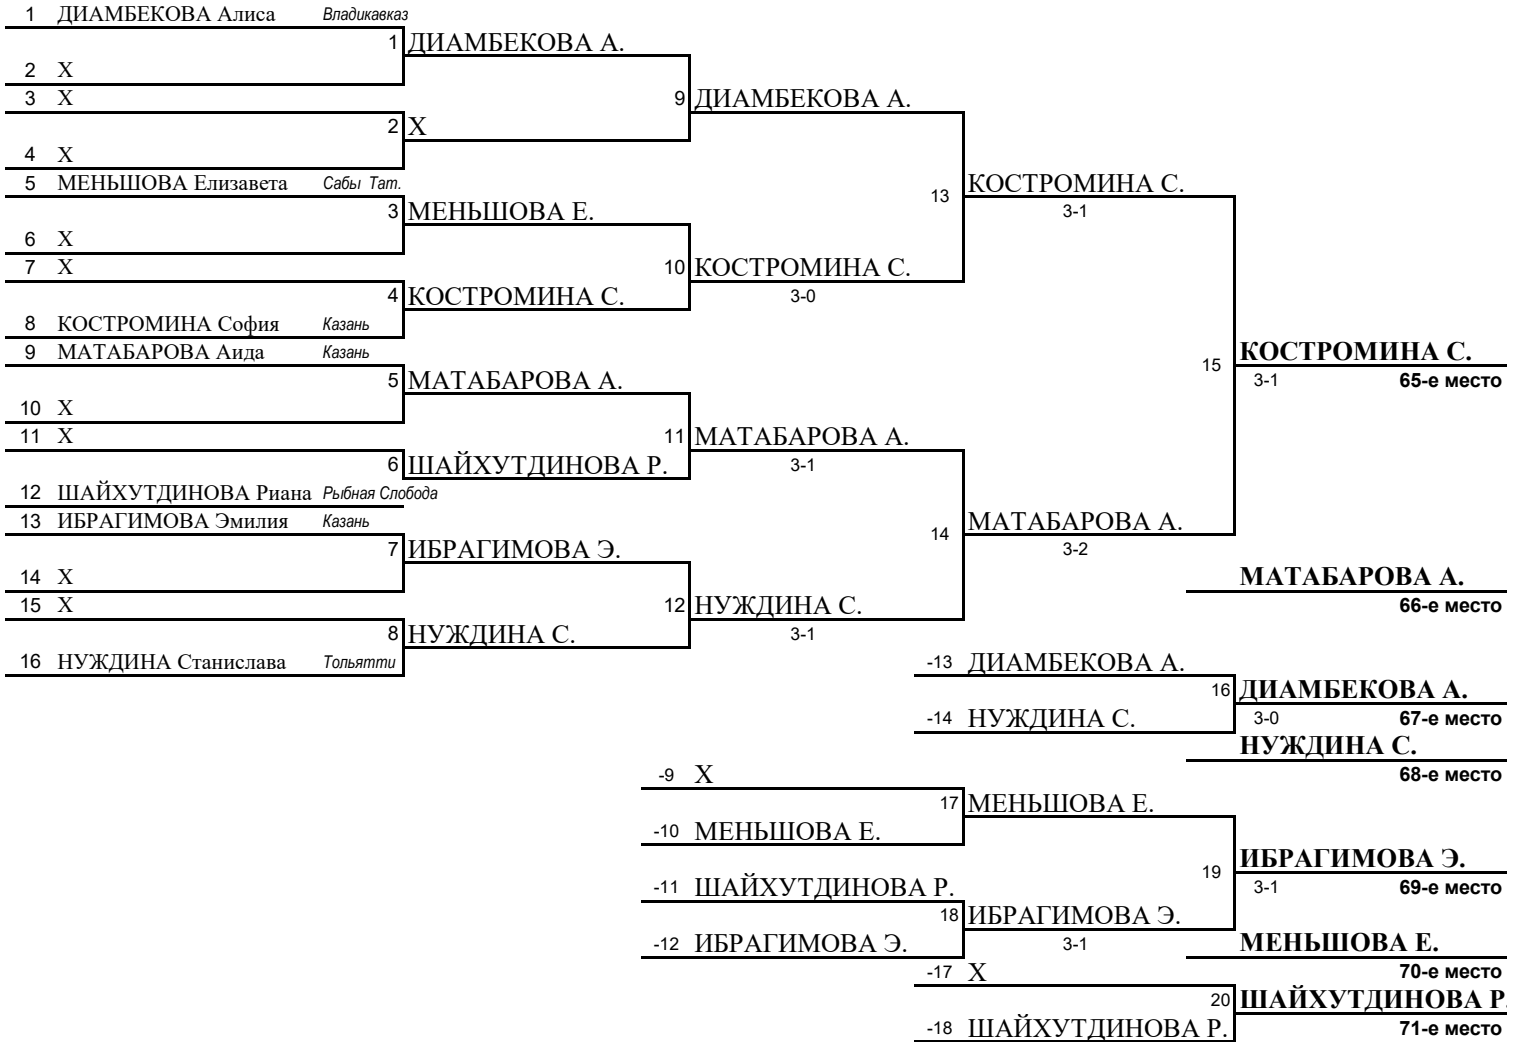 1 ДИАМБЕКОВА Алиса Владикавказ
1 ДИАМБЕКОВА А.
2 Х
3 Х 9 ДИАМБЕКОВА А.
2 Х
4 Х
5 МЕНЬШОВА Елизавета Сабы Тат. 13 КОСТРОМИНА С.
3 МЕНЬШОВА Е. 3-1
6 Х
7 Х 10 КОСТРОМИНА С.
4 КОСТРОМИНА С. 3-0
8 КОСТРОМИНА София Казань
9 МАТАБАРОВА Аида Казань 15 КОСТРОМИНА С.
5 МАТАБАРОВА А. 3-1 65-е место
10 Х
11 Х 11 МАТАБАРОВА А.
6 ШАЙХУТДИНОВА Р. 3-1
12 ШАЙХУТДИНОВА Риана Рыбная Слобода
13 ИБРАГИМОВА Эмилия Казань 14 МАТАБАРОВА А.
7 ИБРАГИМОВА Э. 3-2
14 Х МАТАБАРОВА А.
15 Х 12 НУЖДИНА С. 66-е место
8 НУЖДИНА С. 3-1
16 НУЖДИНА Станислава Тольятти -13 ДИАМБЕКОВА А.
16 ДИАМБЕКОВА А.
-14 НУЖДИНА С. 3-0 67-е место
НУЖДИНА С.
-9 Х 68-е место
17 МЕНЬШОВА Е.
-10 МЕНЬШОВА Е.
19 ИБРАГИМОВА Э.
-11 ШАЙХУТДИНОВА Р. 3-1 69-е место
18 ИБРАГИМОВА Э.
-12 ИБРАГИМОВА Э. 3-1 МЕНЬШОВА Е.
-17 Х 70-е место
20 ШАЙХУТДИНОВА Р.
-18 ШАЙХУТДИНОВА Р. 71-е место